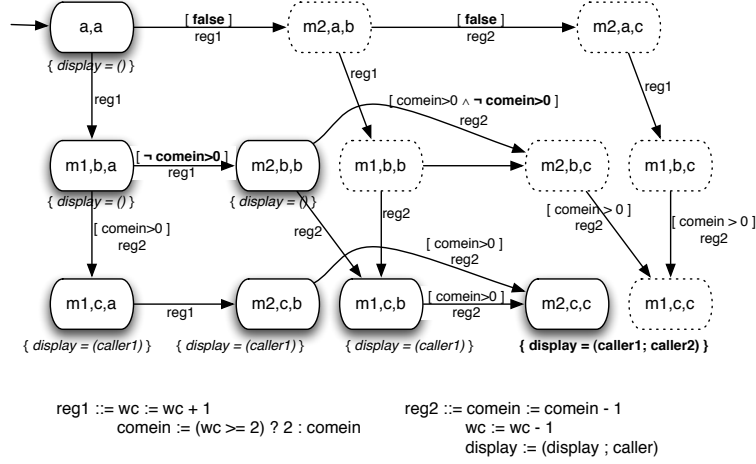 [ false ]
[ false ]
a,a
m2,a,b
m2,a,c
reg1
reg2
{ display = () }
reg1
reg1
reg1
[ comein>0 ∧ ¬ comein>0 ]
reg2
[ ¬ comein>0 ]
m1,b,a
m2,b,b
m1,b,b
m2,b,c
m1,b,c
reg1
{ display = () }
{ display = () }
[ comein>0 ]
reg2
reg2
reg2
[ comein > 0 ]
reg2
[ comein > 0 ]
reg2
[ comein>0 ]
reg2
m1,c,a
m2,c,b
m1,c,b
[ comein>0 ]
m2,c,c
m1,c,c
reg1
reg2
{ display = (caller1) }
{ display = (caller1) }
{ display = (caller1) }
{ display = (caller1; caller2) }
reg1 ::= wc := wc + 1
comein := (wc >= 2) ? 2 : comein
reg2 ::= comein := comein - 1
wc := wc - 1
display := (display ; caller)